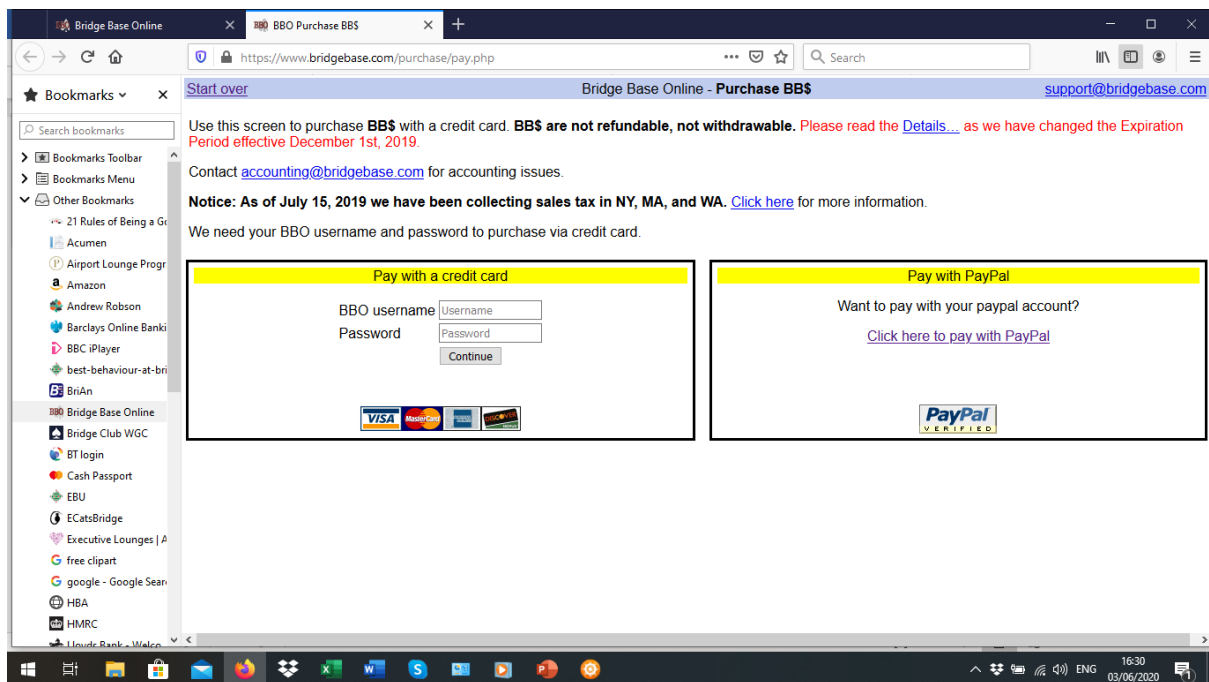 Bridge Base Online
BBO BBO Purchase BB$
https://www.bridgebase.com/purchase/pay.php
Search
Bookmarks
Search bookmarks
Bookmarks Toolbar
Bookmarks Menu
Other Bookmarks
21 Rules of Being a Go
Acumen
Airport Lounge Progr
Amazon
Andrew Robson
Barclays Online Banki
BBC iPlayer
best-behaviour-at-bri
BriAn
BBO Bridge Base Online
Bridge Club WGC
BT login
Cash Passport
EBU
ECatsBridge
Executive Lounges | A
free clipart
google - Google Sear
HBA
HMRC
Lloyds Bank - Welco
Start over
Bridge Base Online - Purchase BB$
support@bridgebase.com
Use this screen to purchase BB$ with a credit card. BB$ are not refundable, not withdrawable. Please read the Details... as we have changed the Expiration
Period effective December 1st, 2019.
Contact accounting@bridgebase.com for accounting issues.
Notice: As of July 15, 2019 we have been collecting sales tax in NY, MA, and WA. Click here for more information.
We need your BBO username and password to purchase via credit card.
Pay with a credit card
BBO username Username
Password Password
Continue
VISA MasterCard DISCOVER
Pay with PayPal
Want to pay with your paypal account?
Click here to pay with PayPal
PayPal
VERIFIED
ENG
16:30
03/06/2020